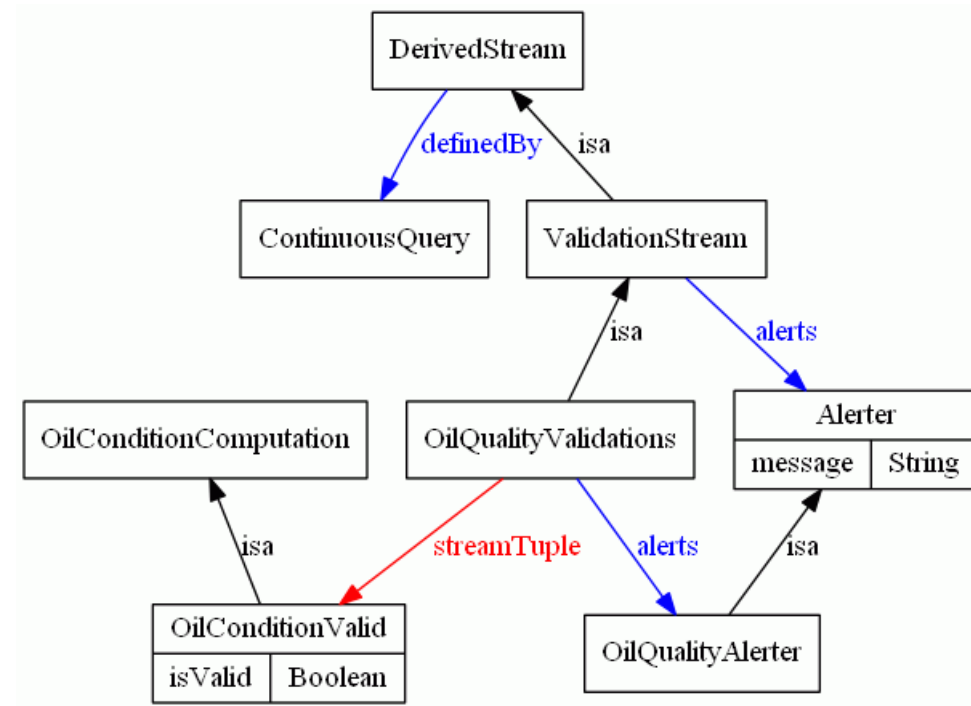 DerivedStream
definedBy
isa
ContinuousQuery
ValidationStream
isa
alerts
OilConditionComputation
OilQualityValidations
Alerter
message
String
isa
streamTuple
alerts
isa
OilConditionValid
isValid
Boolean
OilQualityAlerter